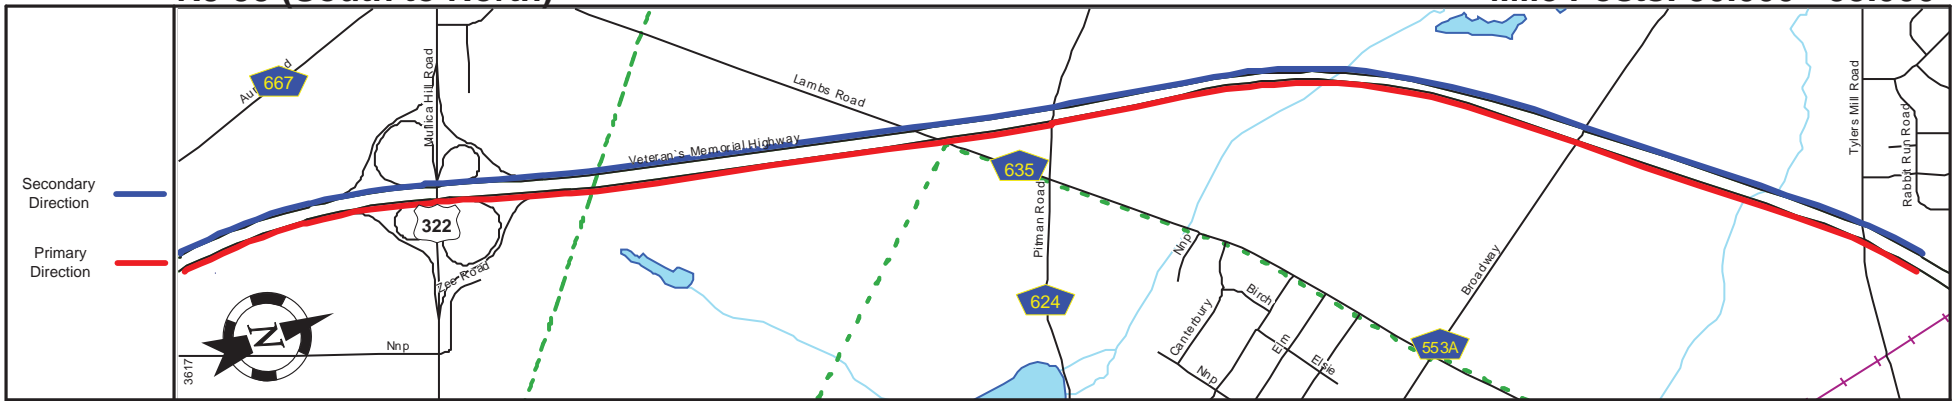 Secondary
Direction
Primary
Direction
667
Mullica Hill Road
322
Zee Road
Nnp
3617
N
Veteran`s Memorial Highway
Lambs Road
635
Pitman Road
624
Nnp
Canterbury
Birch
Elm
Elsie
Nnp
Broadway
553A
Tylers Mill Road
Rabbit Run Road